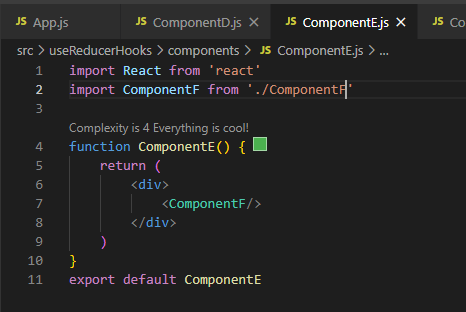 JS App.js JS ComponentD.js JS ComponentE.js × JS Co
src > useReducerHooks > components > JS ComponentE.js > ...
1 import React from 'react'
2 import ComponentF from './ComponentF'
3
Complexity is 4 Everything is cool!
4 function ComponentE() {
5 return (
6 <div>
7 <ComponentF/>
8 </div>
9 )
10 }
11 export default ComponentE